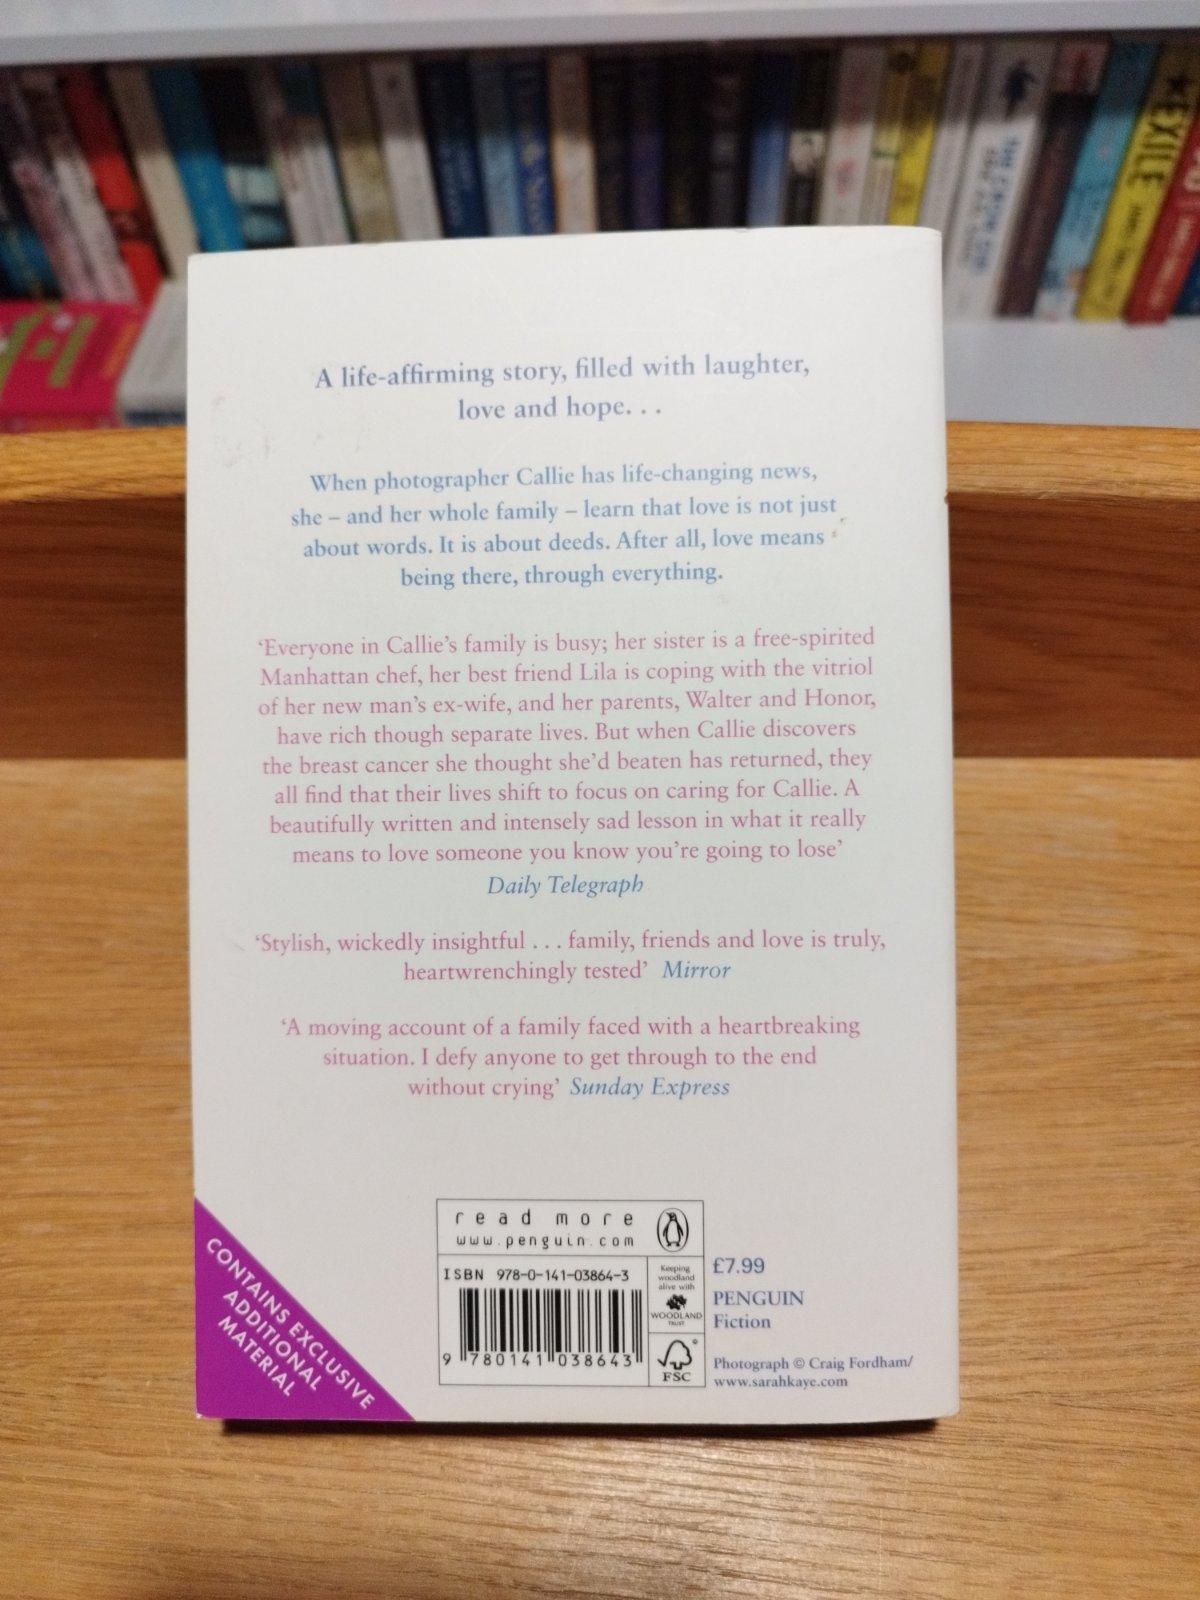 EXILE
A life-affirming story, filled with laughter,
love and hope. . .
When photographer Callie has life-changing news,
she – and her whole family – learn that love is not just
about words. It is about deeds. After all, love means
being there, through everything.
‘Everyone in Callie’s family is busy; her sister is a free-spirited
Manhattan chef, her best friend Lila is coping with the vitriol
of her new man’s ex-wife, and her parents, Walter and Honor,
have rich though separate lives. But when Callie discovers
the breast cancer she thought she’d beaten has returned, they
all find that their lives shift to focus on caring for Callie. A
beautifully written and intensely sad lesson in what it really
means to love someone you know you’re going to lose’
Daily Telegraph
‘Stylish, wickedly insightful . . . family, friends and love is truly,
heartwrenchingly tested’ Mirror
‘A moving account of a family faced with a heartbreaking
situation. I defy anyone to get through to the end
without crying’ Sunday Express
CONTAINS EXCLUSIVE
ADDITIONAL
MATERIAL
read more
www.penguin.com
ISBN 978-0-141-03864-3
9 780141 038643
Keeping
woodland
alive with
WOODLAND
TRUST
FSC
£7.99
PENGUIN
Fiction
Photograph © Craig Fordham/
www.sarahkaye.com